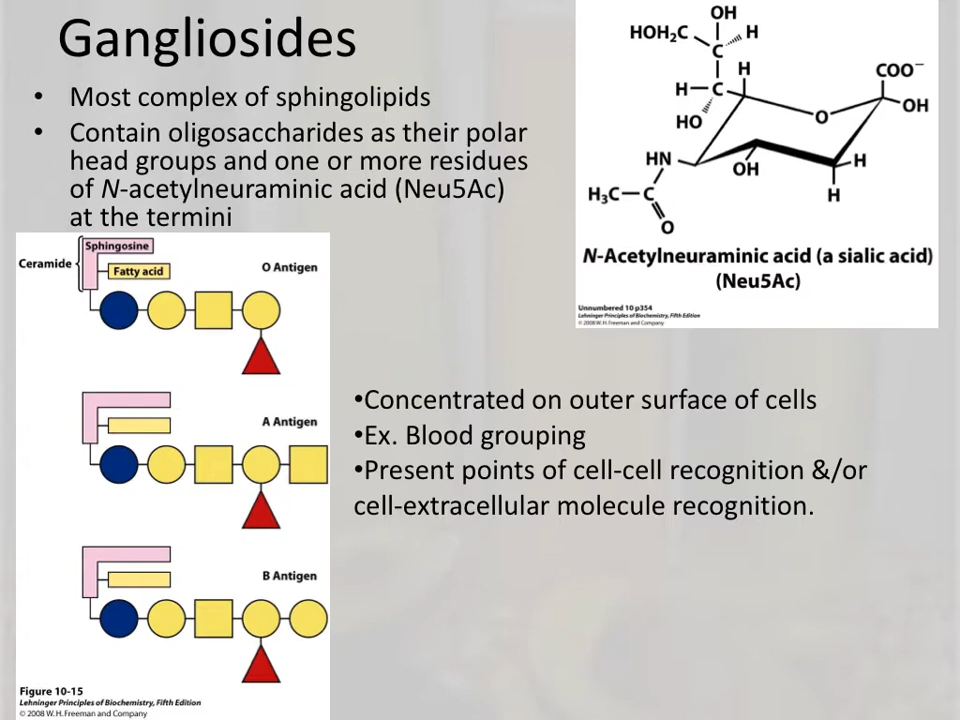 Gangliosides
• Most complex of sphingolipids
• Contain oligosaccharides as their polar
head groups and one or more residues
of N-acetylneuraminic acid (Neu5Ac)
at the termini
OH
HOH₂C
H
C
H
H—C
COO⁻
HO
O
OH
HN
OH
H
H₃C—C
H
O
N-Acetylneuraminic acid (a sialic acid)
(Neu5Ac)
Unnumbered 10 p354
Lehninger Principles of Biochemistry, Fifth Edition
© 2008 W. H. Freeman and Company
Sphingosine
Ceramide
Fatty acid
O Antigen
A Antigen
B Antigen
Figure 10-15
Lehninger Principles of Biochemistry, Fifth Edition
© 2008 W. H. Freeman and Company
•Concentrated on outer surface of cells
•Ex. Blood grouping
•Present points of cell-cell recognition &/or
cell-extracellular molecule recognition.